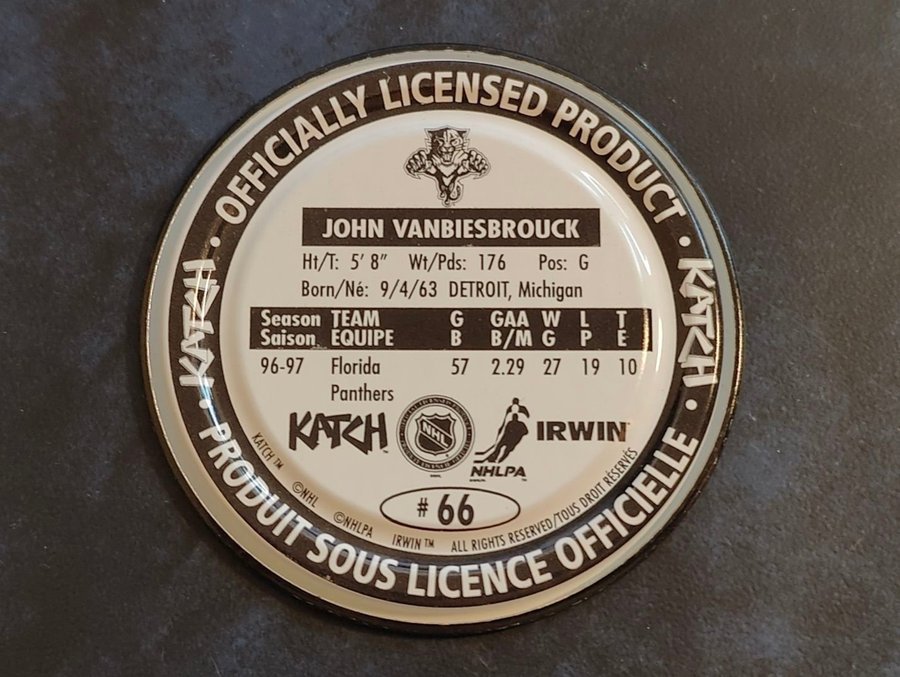 OFFICIALLY LICENSED PRODUCT
KATCH
KATCH
JOHN VANBIESBROUCK
Ht/T: 5' 8" Wt/Pds: 176 Pos: G
Born/Né: 9/4/63 DETROIT, Michigan
Season TEAM G GAA W L T
Saison EQUIPE B B/M G P E
96-97 Florida 57 2.29 27 19 10
Panthers
KATCH NHL NHLPA IRWIN
# 66
KATCH™ ©NHL ©NHLPA IRWIN™ ALL RIGHTS RESERVED/TOUS DROIT RÉSERVÉS
PRODUIT SOUS LICENCE OFFICIELLE